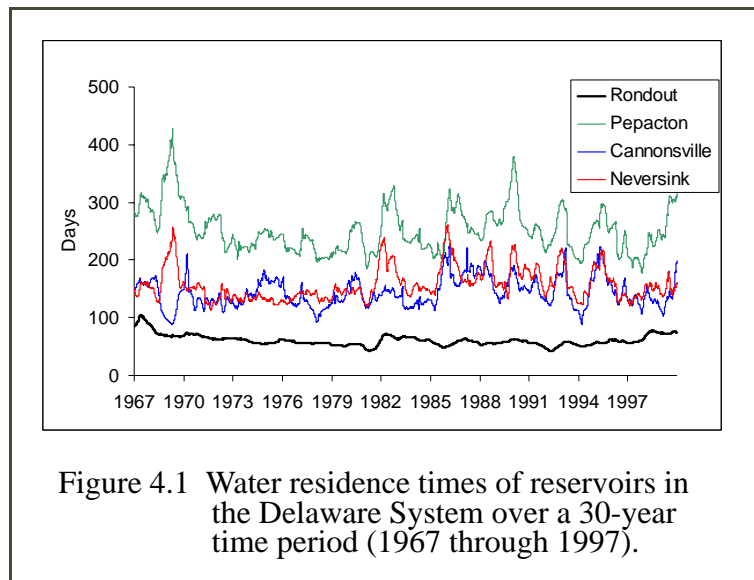 500
400
300
200
100
0
Days
1967 1970 1973 1976 1979 1982 1985 1988 1991 1994 1997
Rondout
Pepacton
Cannonsville
Neversink
Figure 4.1 Water residence times of reservoirs in
the Delaware System over a 30-year
time period (1967 through 1997).